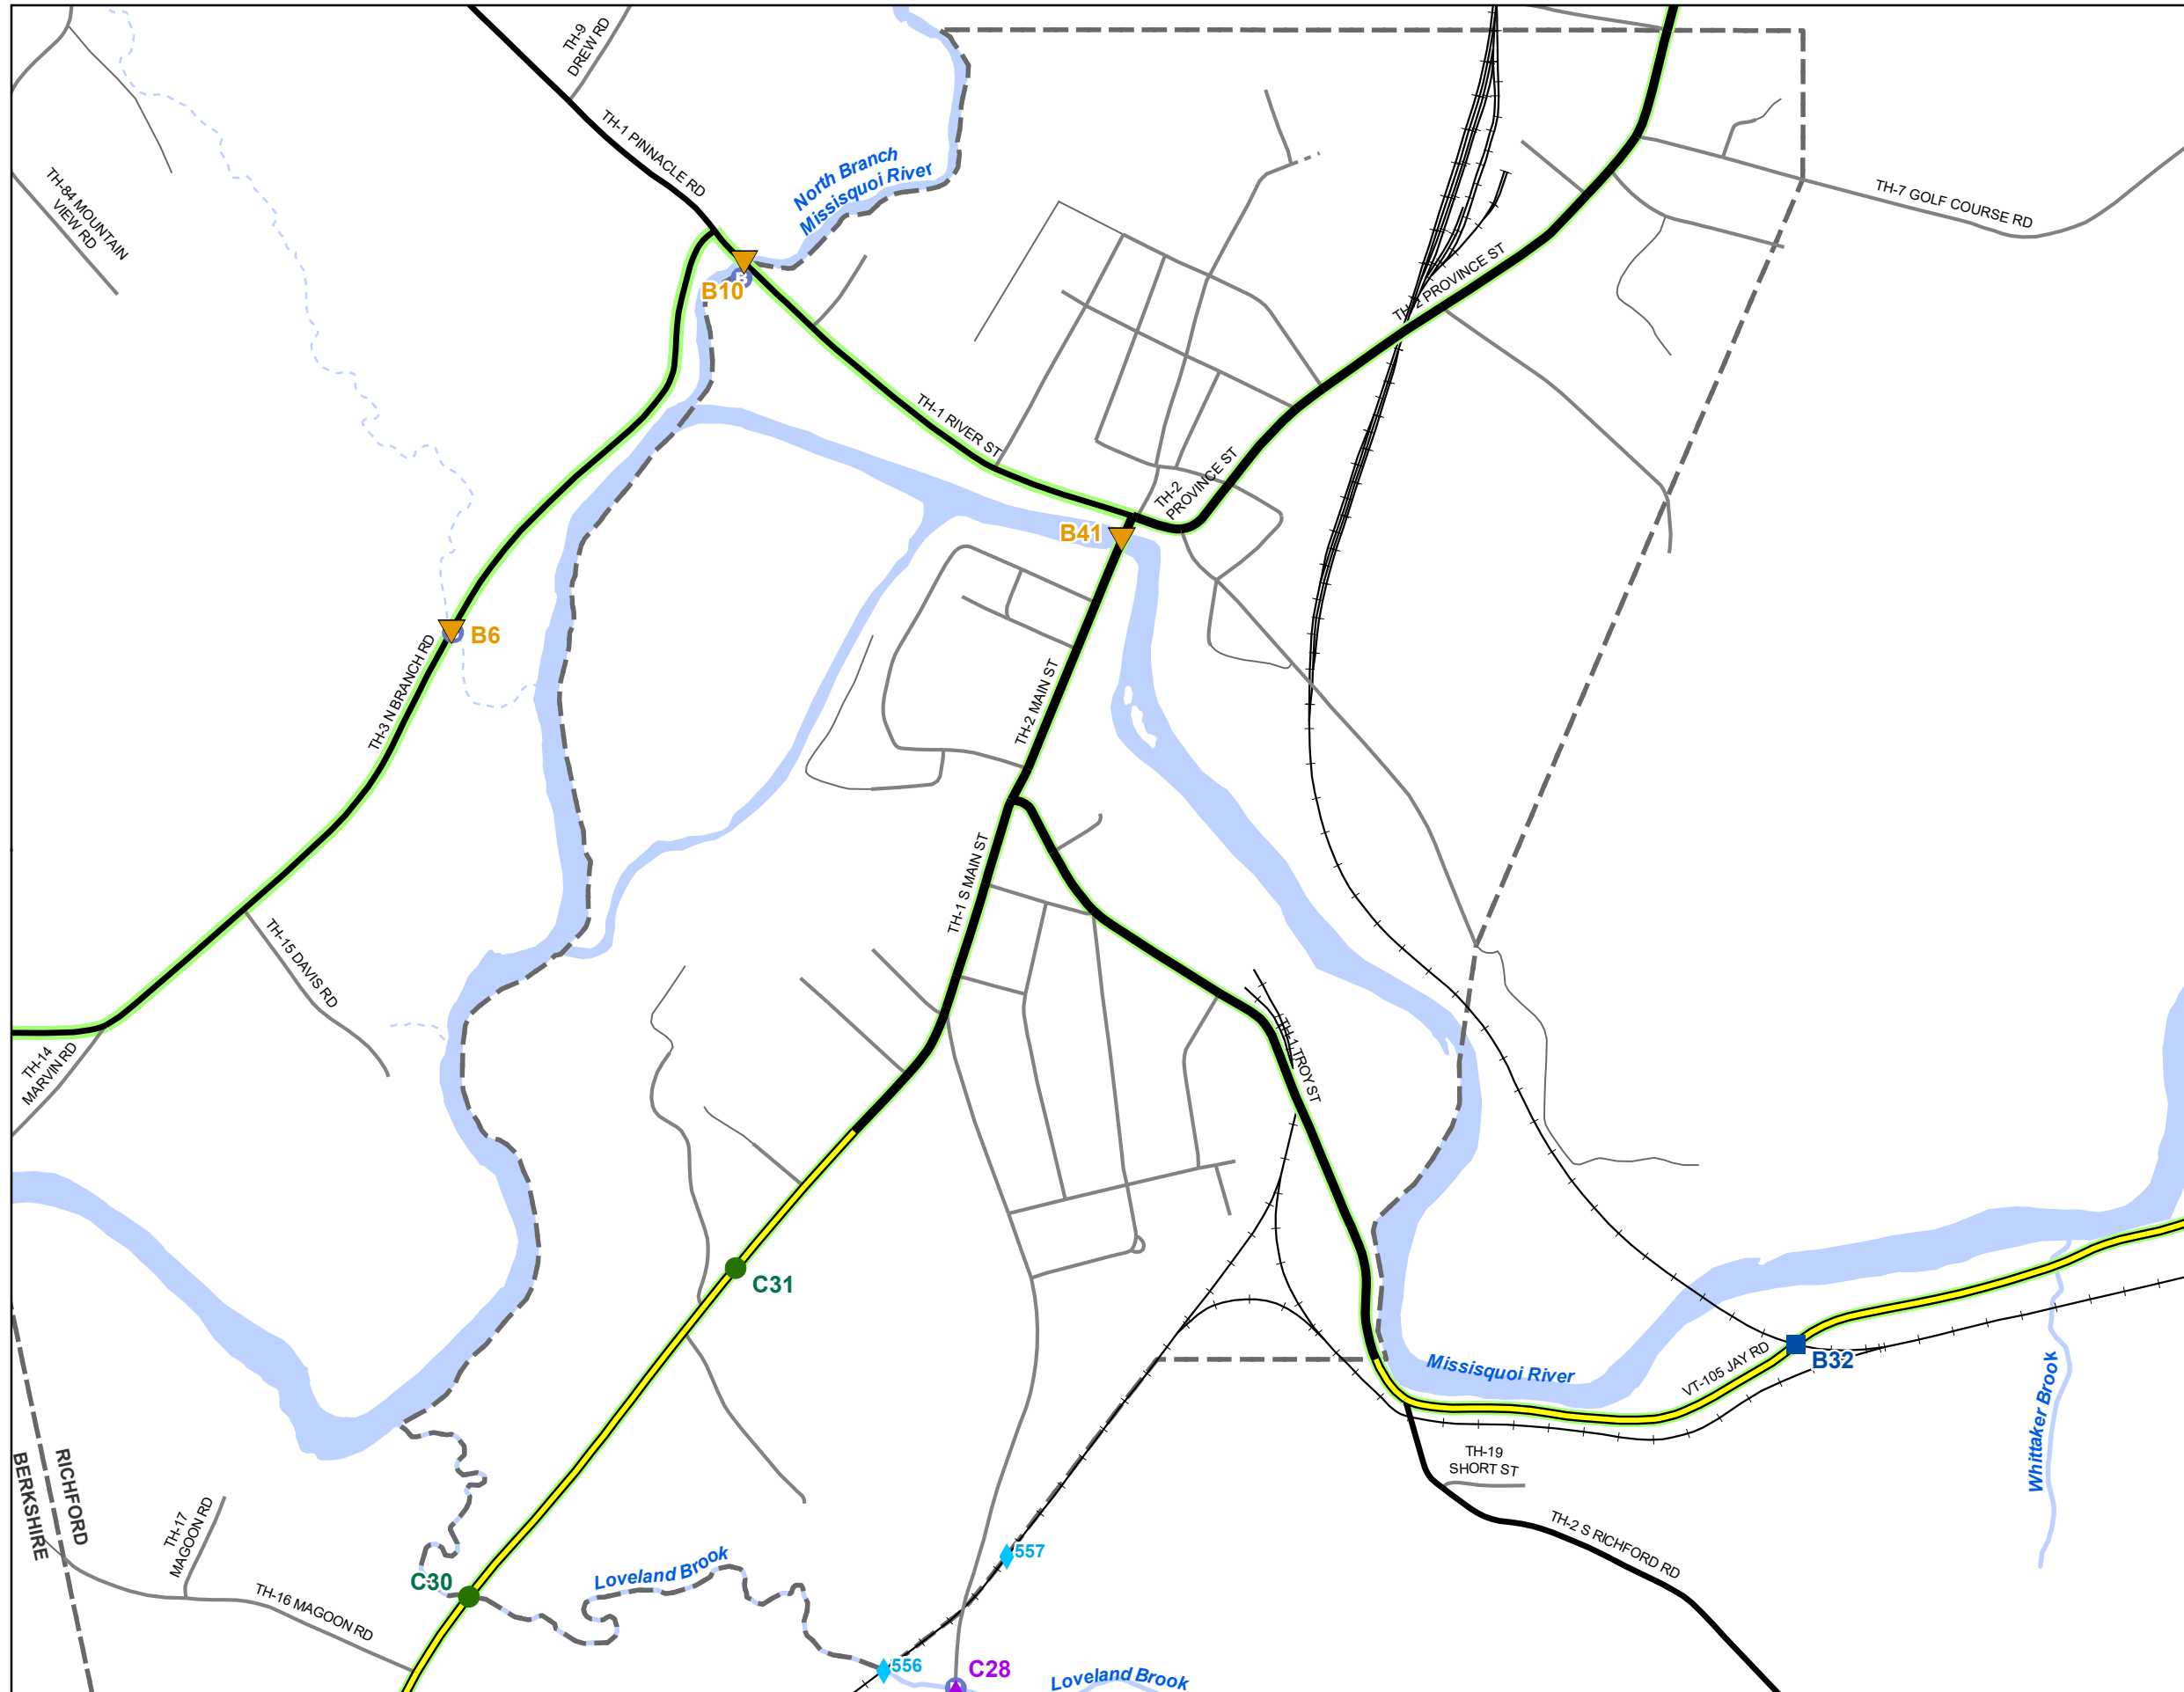 TH-9
DREW RD
TH-1 PINNACLE RD
North Branch
Missisquoi River
TH-84 MOUNTAIN
VIEW RD
TH-7 GOLF COURSE RD
TH-2 PROVINCE ST
B10
TH-1 RIVER ST
TH-2
PROVINCE ST
B41
B6
TH-3 N BRANCH RD
TH-2 MAIN ST
TH-1 S MAIN ST
TH-15 DAVIS RD
TH-14
MARVIN RD
TH-1 TROY ST
C31
VT-105 JAY RD
B32
Missisquoi River
Whittaker Brook
TH-19
SHORT ST
RICHFORD
BERKSHIRE
TH-17
MAGOON RD
TH-2 S RICHFORD RD
557
Loveland Brook
C30
TH-16 MAGOON RD
556
C28
Loveland Brook